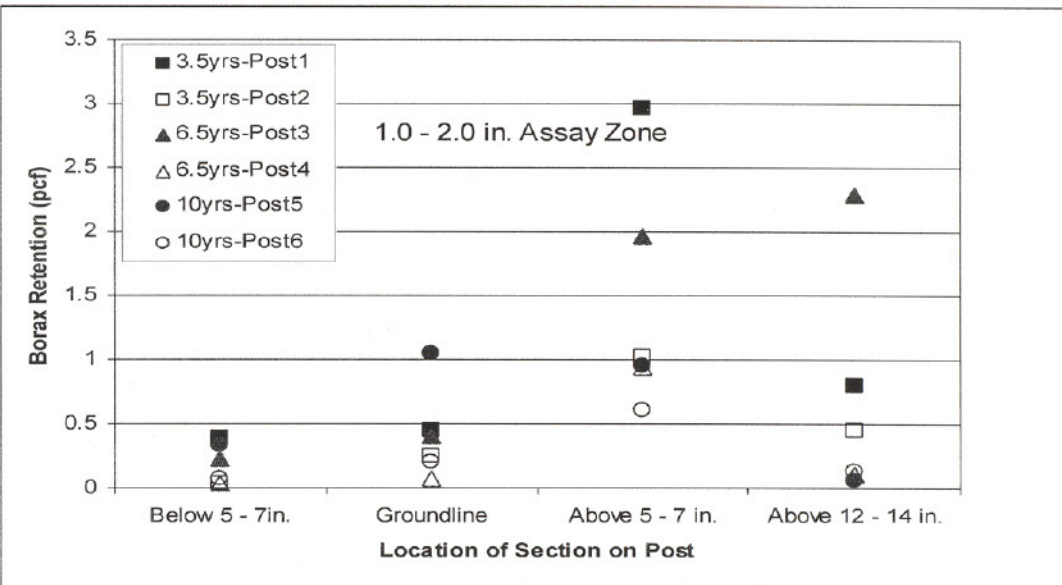 3.5
3
2.5
2
1.5
1
0.5
0
Borax Retention (pcf)
3.5yrs-Post1
3.5yrs-Post2
6.5yrs-Post3
6.5yrs-Post4
10yrs-Post5
10yrs-Post6
1.0 - 2.0 in. Assay Zone
Below 5 - 7in. Groundline Above 5 - 7 in. Above 12 - 14 in.
Location of Section on Post